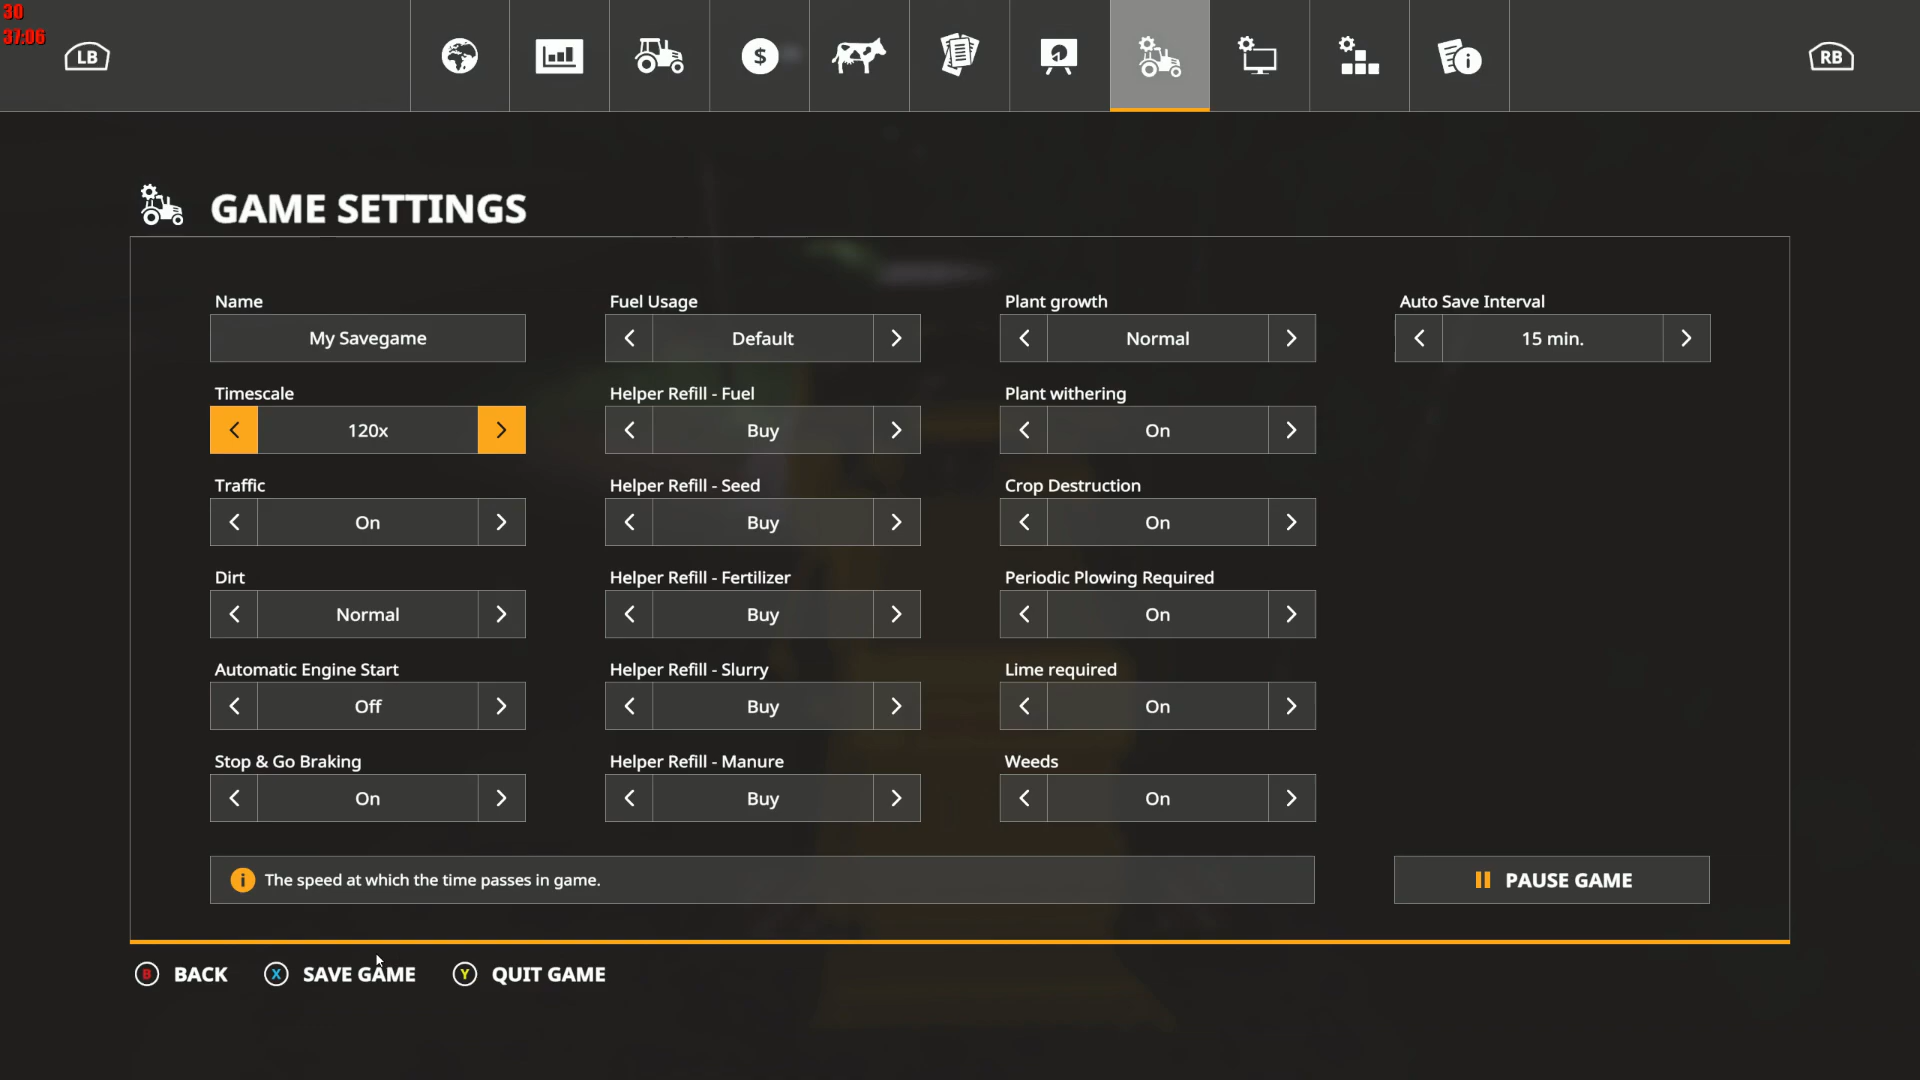 30
37:06
LB
$
RB
GAME SETTINGS
Name
My Savegame
Timescale
120x
Traffic
On
Dirt
Normal
Automatic Engine Start
Off
Stop & Go Braking
On
Fuel Usage
Default
Helper Refill - Fuel
Buy
Helper Refill - Seed
Buy
Helper Refill - Fertilizer
Buy
Helper Refill - Slurry
Buy
Helper Refill - Manure
Buy
Plant growth
Normal
Plant withering
On
Crop Destruction
On
Periodic Plowing Required
On
Lime required
On
Weeds
On
Auto Save Interval
15 min.
The speed at which the time passes in game.
PAUSE GAME
B BACK X SAVE GAME Y QUIT GAME